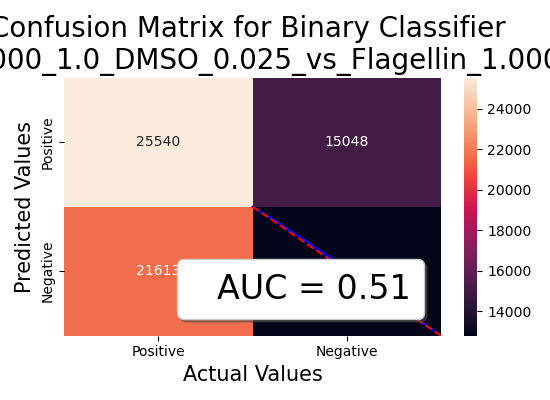 Confusion Matrix for Binary Classifier
000_1.0_DMSO_0.025_vs_Flagellin_1.000
Predicted Values
Positive
Negative
25540
15048
21613
AUC = 0.51
Positive
Negative
Actual Values
24000
22000
20000
18000
16000
14000